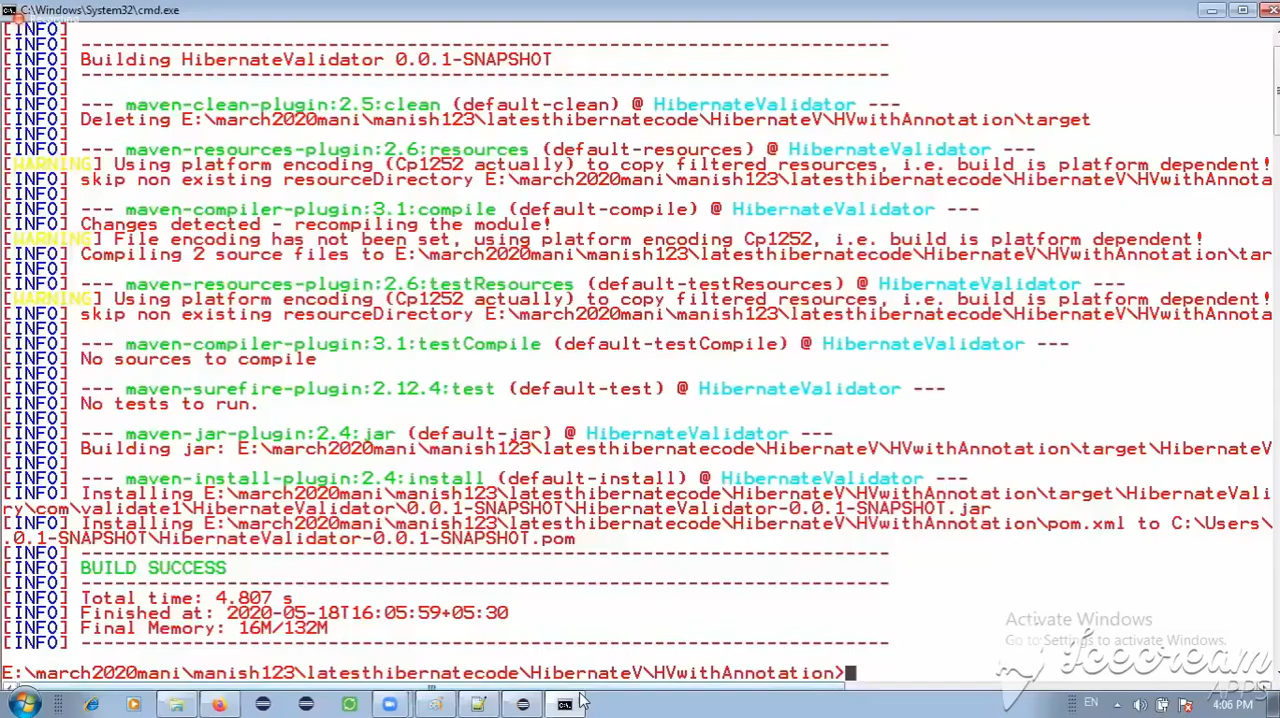 C:\Windows\System32\cmd.exe
[INFO]
[INFO] ------------------------------------------------------------------------
[INFO] Building HibernateValidator 0.0.1-SNAPSHOT
[INFO] ------------------------------------------------------------------------
[INFO]
[INFO] --- maven-clean-plugin:2.5:clean (default-clean) @ HibernateValidator ---
[INFO] Deleting E:\march2020mani\manish123\latesthibernatecode\HibernateV\HVwithAnnotation\target
[INFO]
[INFO] --- maven-resources-plugin:2.6:resources (default-resources) @ HibernateValidator ---
[WARNING] Using platform encoding (Cp1252 actually) to copy filtered resources, i.e. build is platform dependent!
[INFO] skip non existing resourceDirectory E:\march2020mani\manish123\latesthibernatecode\HibernateV\HVwithAnnota
[INFO]
[INFO] --- maven-compiler-plugin:3.1:compile (default-compile) @ HibernateValidator ---
[INFO] Changes detected - recompiling the module!
[WARNING] File encoding has not been set, using platform encoding Cp1252, i.e. build is platform dependent!
[INFO] Compiling 2 source files to E:\march2020mani\manish123\latesthibernatecode\HibernateV\HVwithAnnotation\tar
[INFO]
[INFO] --- maven-resources-plugin:2.6:testResources (default-testResources) @ HibernateValidator ---
[WARNING] Using platform encoding (Cp1252 actually) to copy filtered resources, i.e. build is platform dependent!
[INFO] skip non existing resourceDirectory E:\march2020mani\manish123\latesthibernatecode\HibernateV\HVwithAnnota
[INFO]
[INFO] --- maven-compiler-plugin:3.1:testCompile (default-testCompile) @ HibernateValidator ---
[INFO] No sources to compile
[INFO]
[INFO] --- maven-surefire-plugin:2.12.4:test (default-test) @ HibernateValidator ---
[INFO] No tests to run.
[INFO]
[INFO] --- maven-jar-plugin:2.4:jar (default-jar) @ HibernateValidator ---
[INFO] Building jar: E:\march2020mani\manish123\latesthibernatecode\HibernateV\HVwithAnnotation\target\HibernateV
[INFO]
[INFO] --- maven-install-plugin:2.4:install (default-install) @ HibernateValidator ---
[INFO] Installing E:\march2020mani\manish123\latesthibernatecode\HibernateV\HVwithAnnotation\target\HibernateVali
ry\com\validate1\HibernateValidator\0.0.1-SNAPSHOT\HibernateValidator-0.0.1-SNAPSHOT.jar
[INFO] Installing E:\march2020mani\manish123\latesthibernatecode\HibernateV\HVwithAnnotation\pom.xml to C:\Users\
.0.1-SNAPSHOT\HibernateValidator-0.0.1-SNAPSHOT.pom
[INFO] ------------------------------------------------------------------------
[INFO] BUILD SUCCESS
[INFO] ------------------------------------------------------------------------
[INFO] Total time: 4.807 s
[INFO] Finished at: 2020-05-18T16:05:59+05:30
[INFO] Final Memory: 16M/132M
[INFO] ------------------------------------------------------------------------
E:\march2020mani\manish123\latesthibernatecode\HibernateV\HVwithAnnotation>
Activate Windows
Go to Settings to activate Windows.
Icecream
APPS
EN
4:06 PM